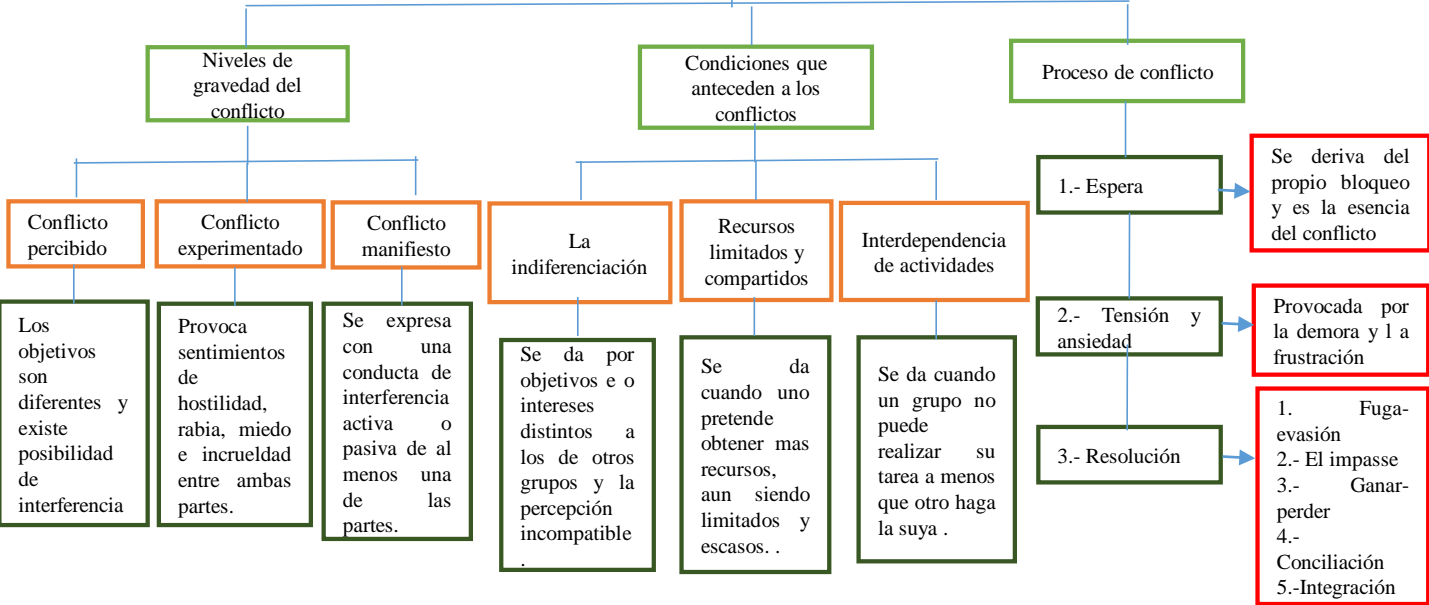 Niveles de
gravedad del
conflicto
Condiciones que
anteceden a los
conflictos
Proceso de conflicto
Conflicto
percibido
Conflicto
experimentado
Conflicto
manifiesto
La
indiferenciación
Recursos
limitados y
compartidos
Interdependencia
de actividades
Los
objetivos
son
diferentes y
existe
posibilidad
de
interferencia
Provoca
sentimientos
de
hostilidad,
rabia, miedo
e incrueldad
entre ambas
partes.
Se expresa
con una
conducta de
interferencia
activa o
pasiva de al
menos una
de las
partes.
Se da por
objetivos e o
intereses
distintos a
los de otros
grupos y la
percepción
incompatible
.
Se da
cuando uno
pretende
obtener mas
recursos,
aun siendo
limitados y
escasos. .
Se da cuando
un grupo no
puede
realizar su
tarea a menos
que otro haga
la suya .
1.- Espera
Se deriva del
propio bloqueo
y es la esencia
del conflicto
2.- Tensión y
ansiedad
Provocada por
la demora y l a
frustración
3.- Resolución
1. Fuga-
evasión
2.- El impasse
3.- Ganar-
perder
4.-
Conciliación
5.-Integración